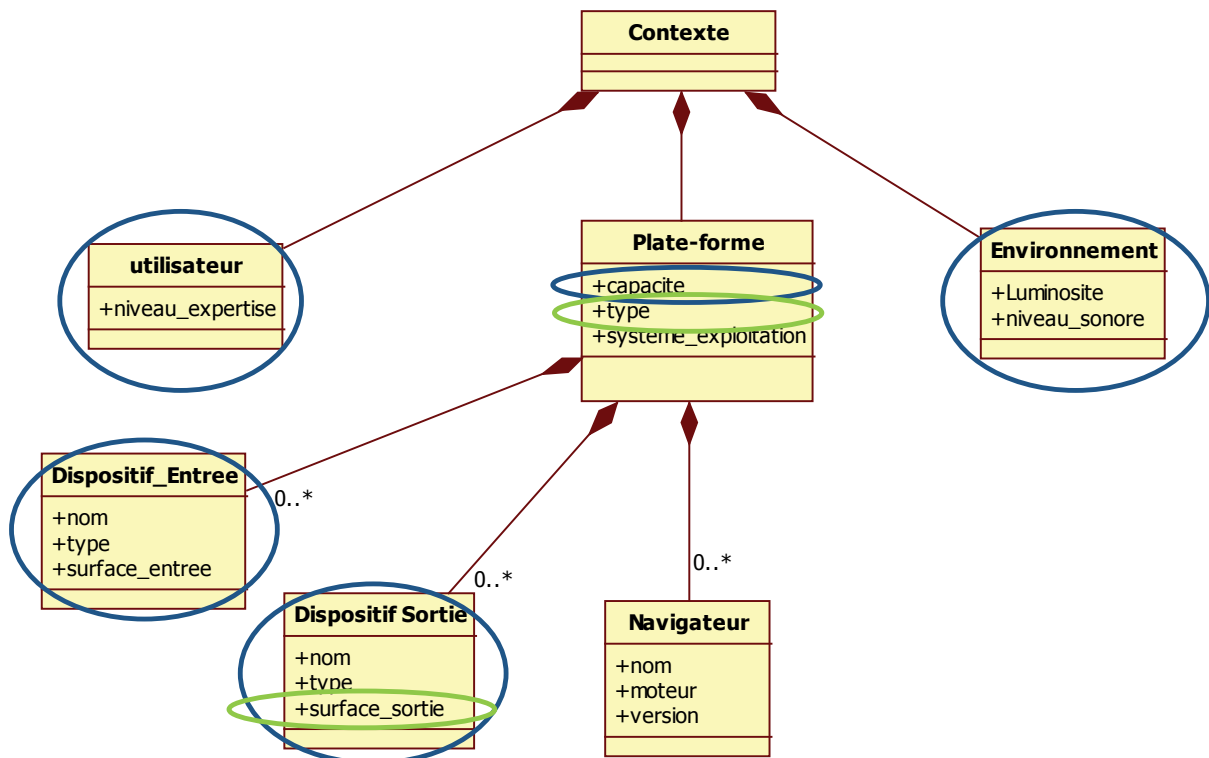 Contexte
utilisateur
+niveau_expertise
Plate-forme
+capacite
+type
+systeme_exploitation
Environnement
+Luminosite
+niveau_sonore
Dispositif_Entree
+nom
+type
+surface_entree
0..*
Dispositif Sortie
+nom
+type
+surface_sortie
0..*
Navigateur
+nom
+moteur
+version
0..*